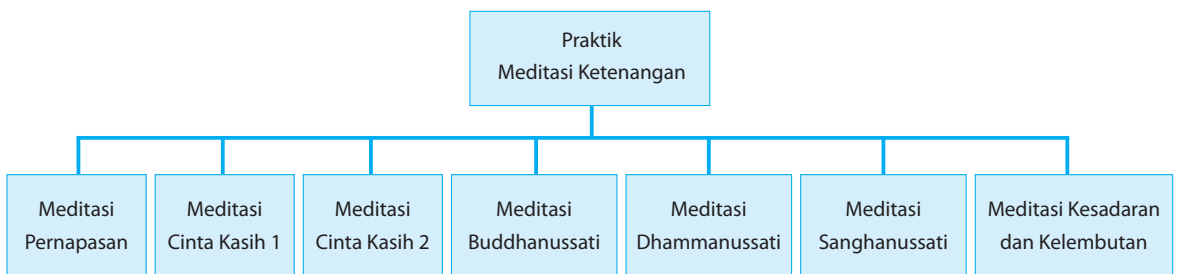 Praktik
Meditasi Ketenangan
Meditasi
Pernapasan
Meditasi
Cinta Kasih 1
Meditasi
Cinta Kasih 2
Meditasi
Buddhanussati
Meditasi
Dhammanussati
Meditasi
Sanghanussati
Meditasi Kesadaran
dan Kelembutan